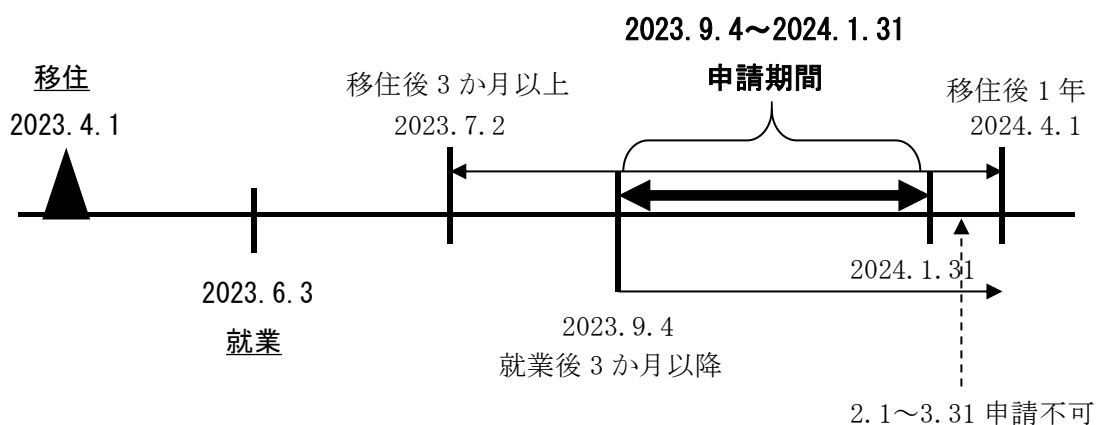 2023.9.4～2024.1.31
申請期間
移住
2023.4.1
移住後3か月以上
2023.7.2
移住後1年
2024.4.1
2023.6.3
就業
2024.1.31
2023.9.4
就業後3か月以降
2.1～3.31 申請不可